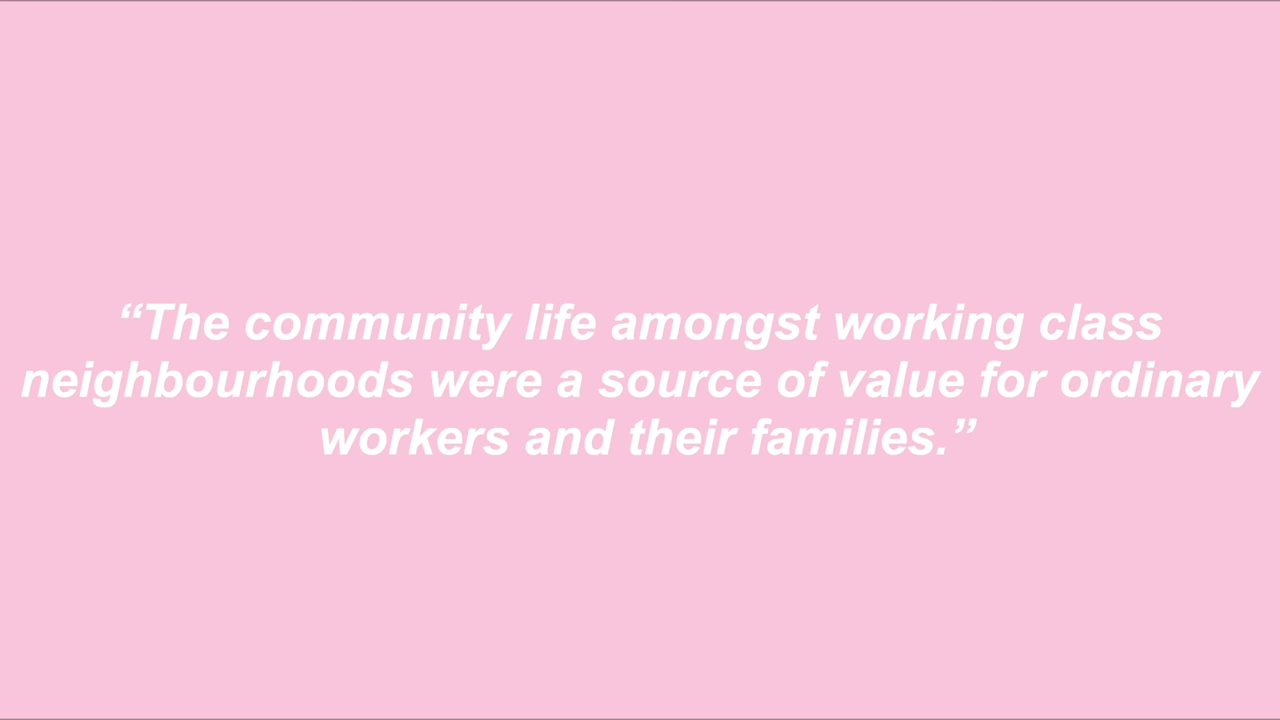 “The community life amongst working class
neighbourhoods were a source of value for ordinary
workers and their families.”